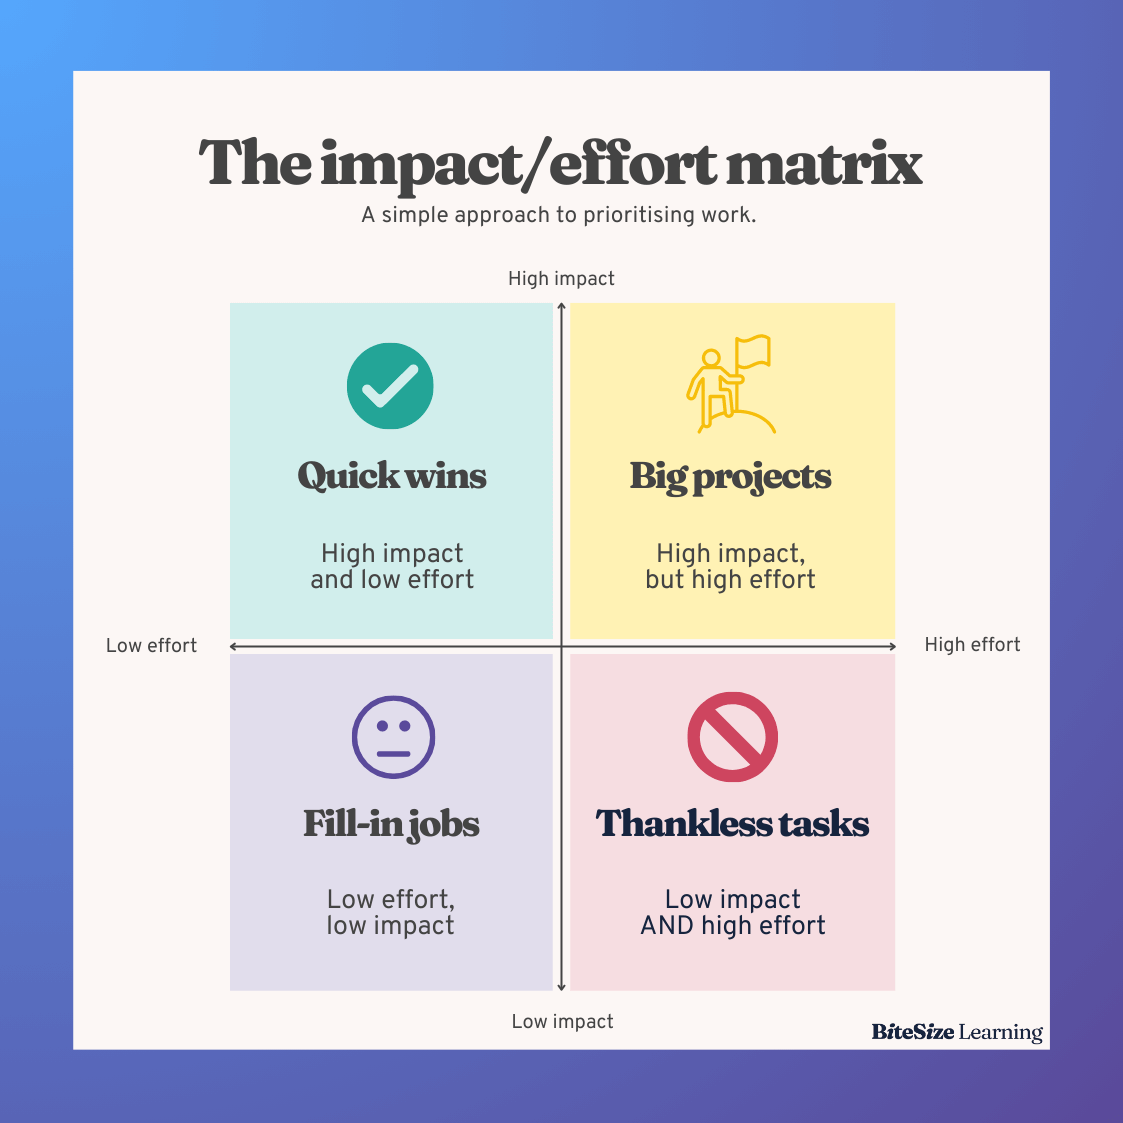 The impact/effort matrix
A simple approach to prioritising work.
High impact
Quick wins
High impact
and low effort
Big projects
High impact,
but high effort
Low effort
High effort
Fill-in jobs
Low effort,
low impact
Thankless tasks
Low impact
AND high effort
Low impact
BiteSize Learning